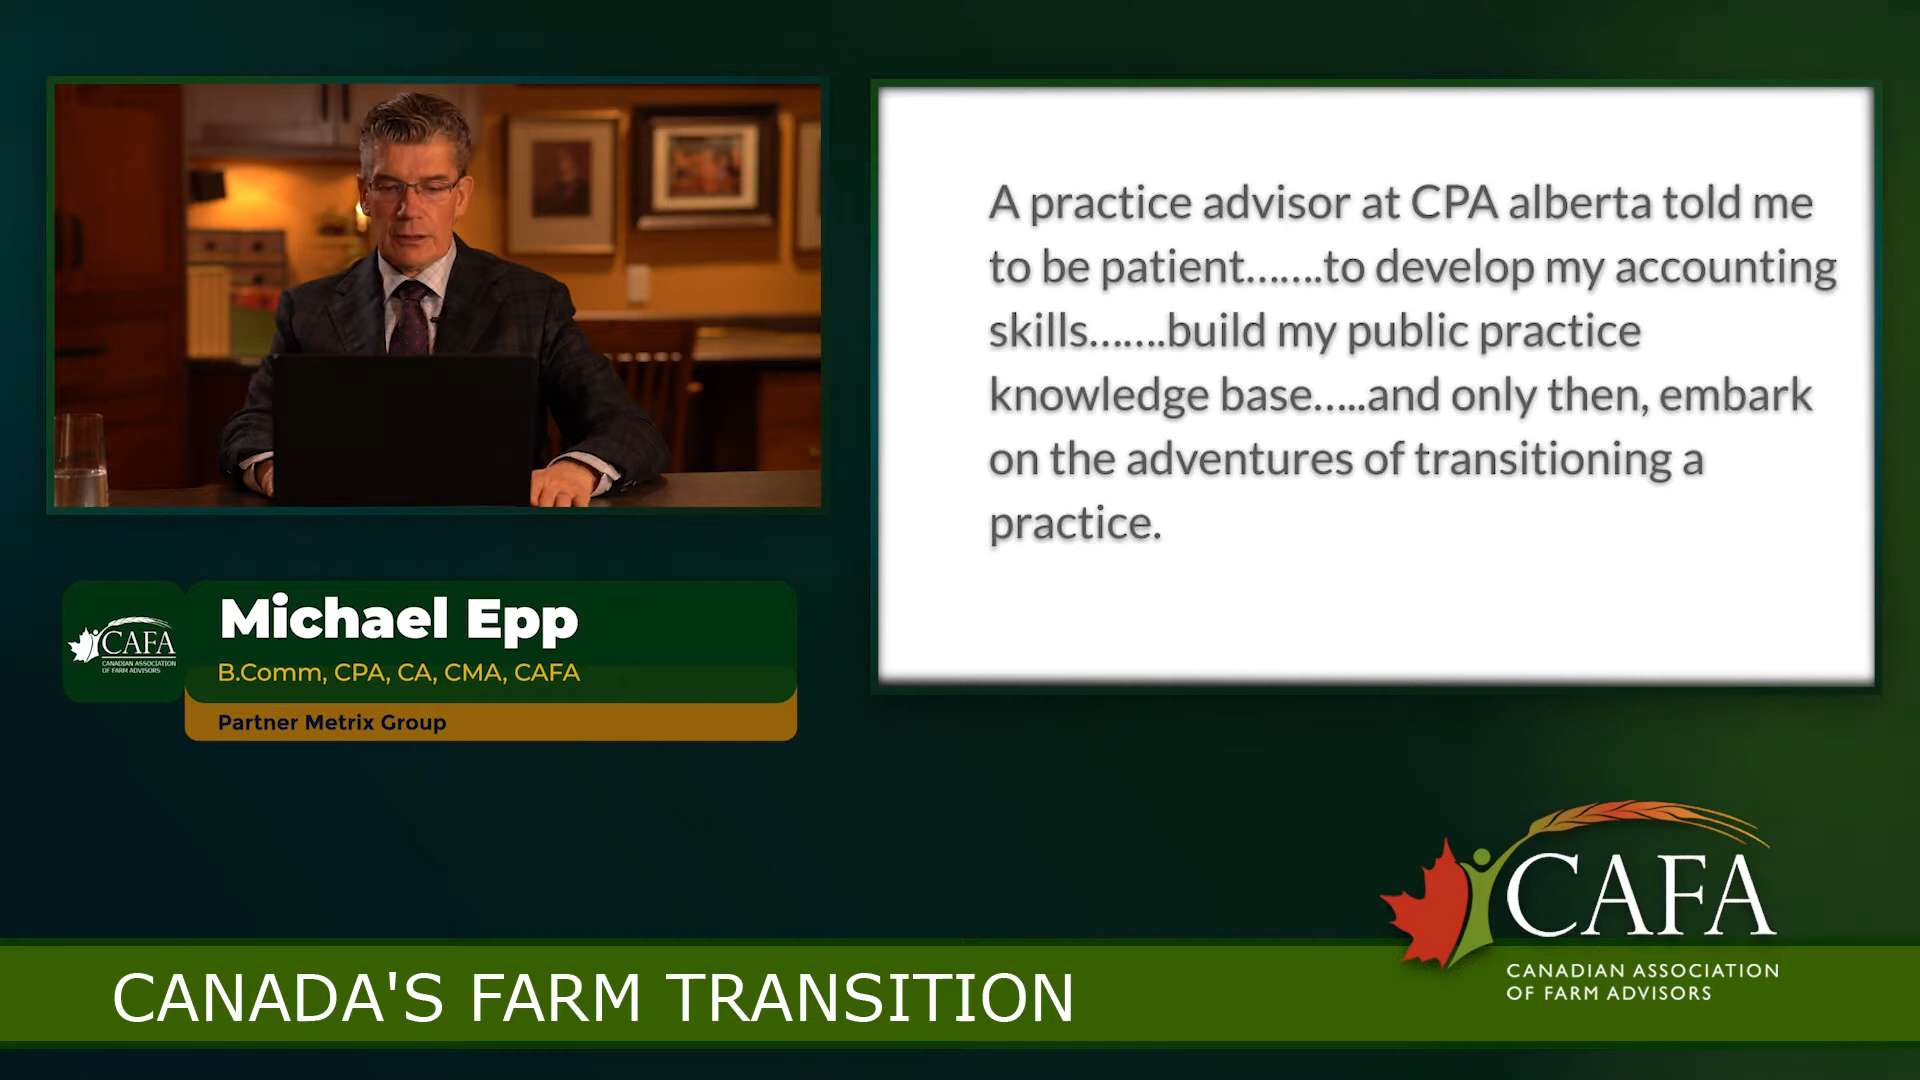 A practice advisor at CPA alberta told me
to be patient.......to develop my accounting
skills.......build my public practice
knowledge base.....and only then, embark
on the adventures of transitioning a
practice.
CAFA
CANADIAN ASSOCIATION
OF FARM ADVISORS
Michael Epp
B.Comm, CPA, CA, CMA, CAFA
Partner Metrix Group
CANADA'S FARM TRANSITION
CAFA
CANADIAN ASSOCIATION
OF FARM ADVISORS